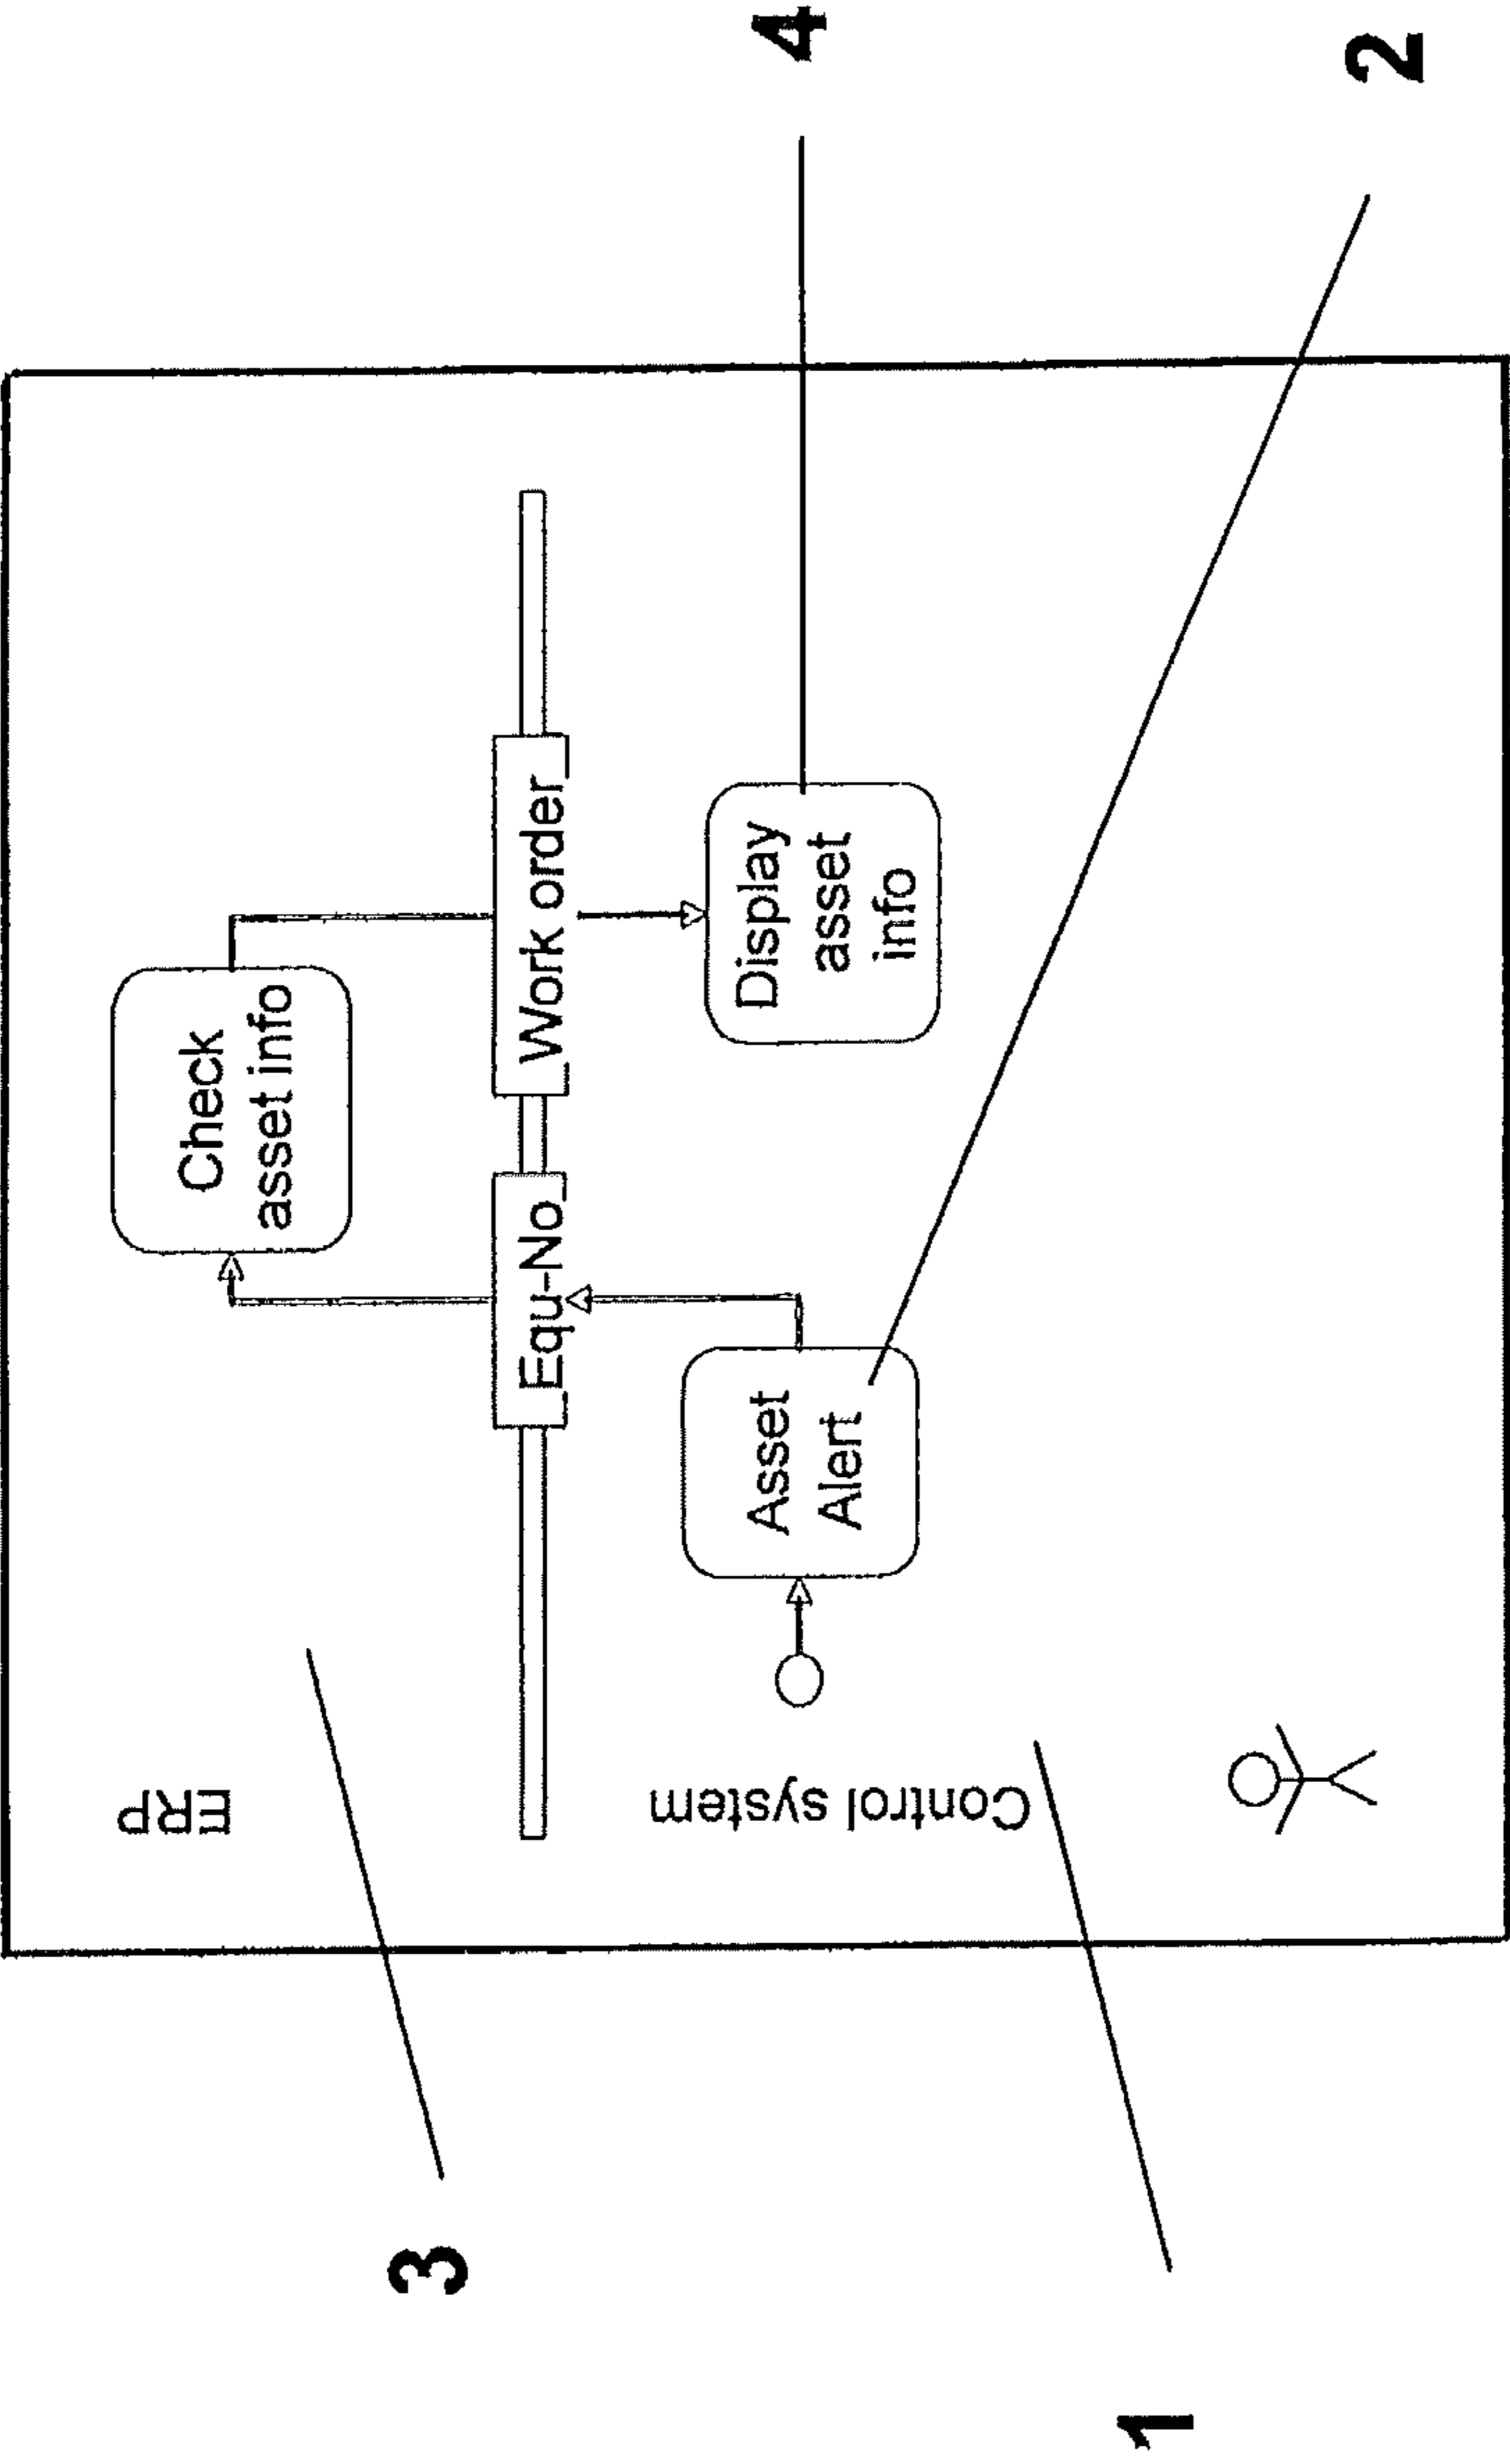 ERP
Check
asset info
Equ-No
Work order
Control system
Asset
Alert
Display
asset
info
3
1
4
2